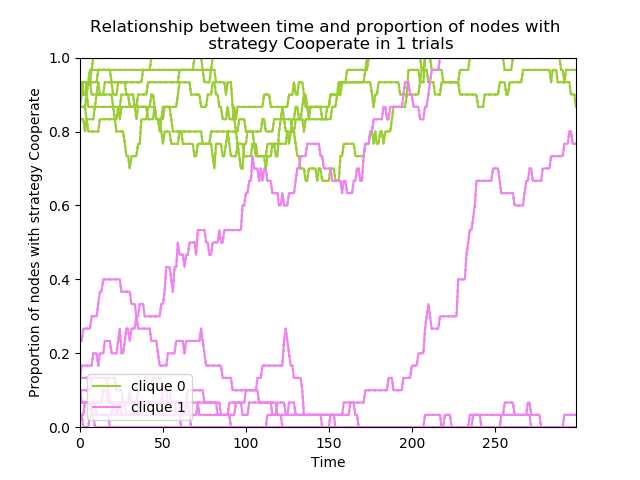 Relationship between time and proportion of nodes with
strategy Cooperate in 1 trials
Proportion of nodes with strategy Cooperate
1.0
0.8
0.6
0.4
0.2
0.0
clique 0
clique 1
0 50 100 150 200 250
Time